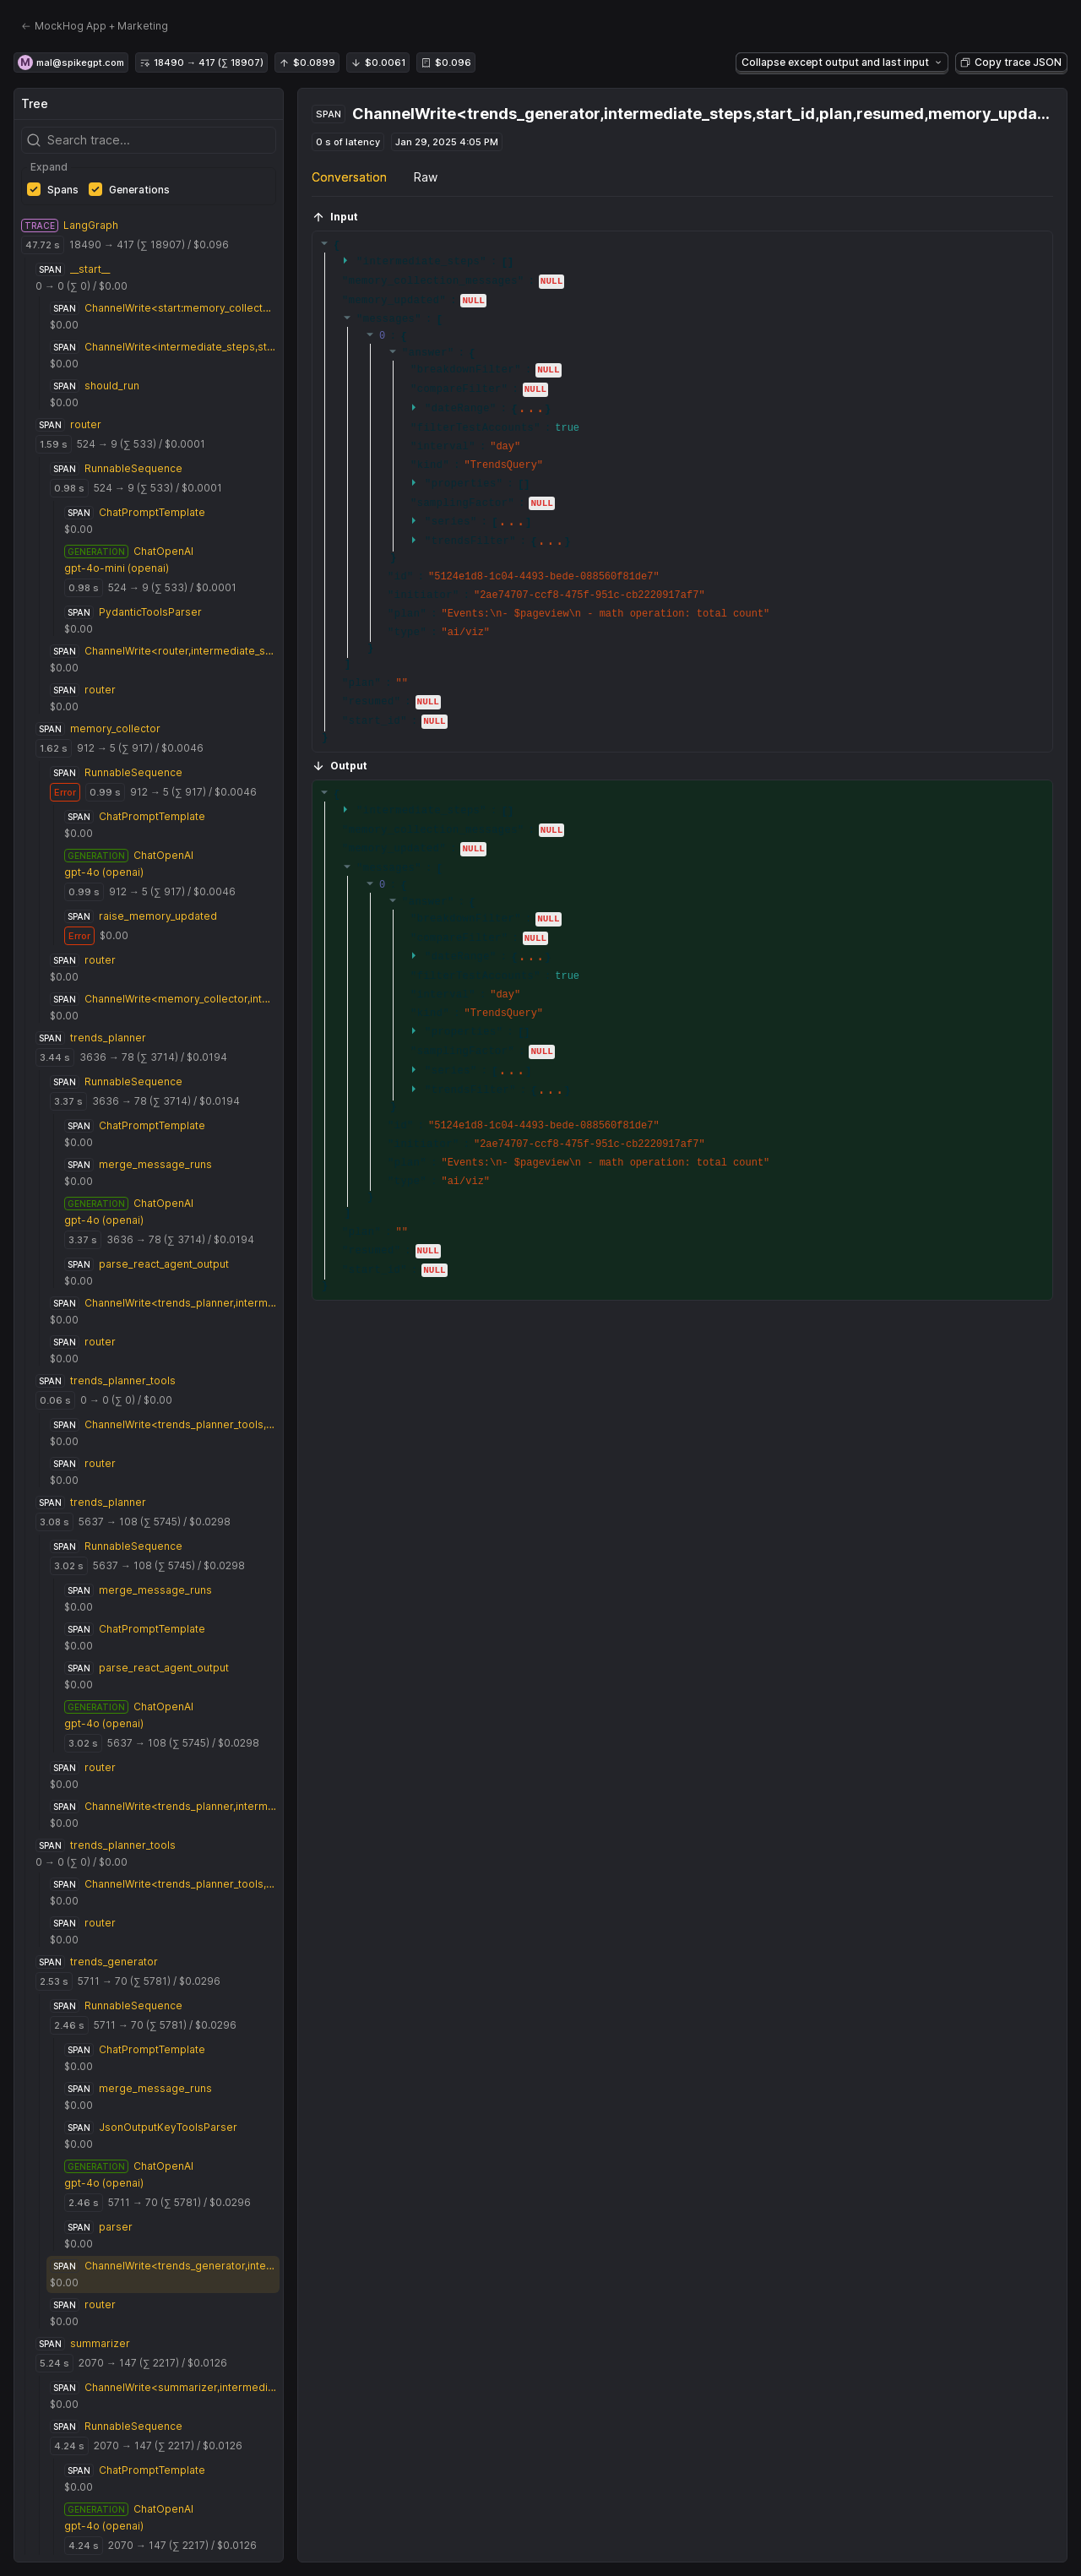 ← MockHog App + Marketing
M mal@spikegpt.com
18490 → 417 (∑ 18907)
↑ $0.0899
↓ $0.0061
$0.096
Collapse except output and last input
Copy trace JSON
Tree
Search trace...
Expand
Spans
Generations
TRACE LangGraph
47.72 s 18490 → 417 (∑ 18907) / $0.096
SPAN __start__
0 → 0 (∑ 0) / $0.00
SPAN ChannelWrite<start:memory_collect...
$0.00
SPAN ChannelWrite<intermediate_steps,st...
$0.00
SPAN should_run
$0.00
SPAN router
1.59 s 524 → 9 (∑ 533) / $0.0001
SPAN RunnableSequence
0.98 s 524 → 9 (∑ 533) / $0.0001
SPAN ChatPromptTemplate
$0.00
GENERATION ChatOpenAI
gpt-4o-mini (openai)
0.98 s 524 → 9 (∑ 533) / $0.0001
SPAN PydanticToolsParser
$0.00
SPAN ChannelWrite<router,intermediate_s...
$0.00
SPAN router
$0.00
SPAN memory_collector
1.62 s 912 → 5 (∑ 917) / $0.0046
SPAN RunnableSequence
Error 0.99 s 912 → 5 (∑ 917) / $0.0046
SPAN ChatPromptTemplate
$0.00
GENERATION ChatOpenAI
gpt-4o (openai)
0.99 s 912 → 5 (∑ 917) / $0.0046
SPAN raise_memory_updated
Error $0.00
SPAN router
$0.00
SPAN ChannelWrite<memory_collector,int...
$0.00
SPAN trends_planner
3.44 s 3636 → 78 (∑ 3714) / $0.0194
SPAN RunnableSequence
3.37 s 3636 → 78 (∑ 3714) / $0.0194
SPAN ChatPromptTemplate
$0.00
SPAN merge_message_runs
$0.00
GENERATION ChatOpenAI
gpt-4o (openai)
3.37 s 3636 → 78 (∑ 3714) / $0.0194
SPAN parse_react_agent_output
$0.00
SPAN ChannelWrite<trends_planner,interm...
$0.00
SPAN router
$0.00
SPAN trends_planner_tools
0.06 s 0 → 0 (∑ 0) / $0.00
SPAN ChannelWrite<trends_planner_tools,...
$0.00
SPAN router
$0.00
SPAN trends_planner
3.08 s 5637 → 108 (∑ 5745) / $0.0298
SPAN RunnableSequence
3.02 s 5637 → 108 (∑ 5745) / $0.0298
SPAN merge_message_runs
$0.00
SPAN ChatPromptTemplate
$0.00
SPAN parse_react_agent_output
$0.00
GENERATION ChatOpenAI
gpt-4o (openai)
3.02 s 5637 → 108 (∑ 5745) / $0.0298
SPAN router
$0.00
SPAN ChannelWrite<trends_planner,interm...
$0.00
SPAN trends_planner_tools
0 → 0 (∑ 0) / $0.00
SPAN ChannelWrite<trends_planner_tools,...
$0.00
SPAN router
$0.00
SPAN trends_generator
2.53 s 5711 → 70 (∑ 5781) / $0.0296
SPAN RunnableSequence
2.46 s 5711 → 70 (∑ 5781) / $0.0296
SPAN ChatPromptTemplate
$0.00
SPAN merge_message_runs
$0.00
SPAN JsonOutputKeyToolsParser
$0.00
GENERATION ChatOpenAI
gpt-4o (openai)
2.46 s 5711 → 70 (∑ 5781) / $0.0296
SPAN parser
$0.00
SPAN ChannelWrite<trends_generator,inte...
$0.00
SPAN router
$0.00
SPAN summarizer
5.24 s 2070 → 147 (∑ 2217) / $0.0126
SPAN ChannelWrite<summarizer,intermedi...
$0.00
SPAN RunnableSequence
4.24 s 2070 → 147 (∑ 2217) / $0.0126
SPAN ChatPromptTemplate
$0.00
GENERATION ChatOpenAI
gpt-4o (openai)
4.24 s 2070 → 147 (∑ 2217) / $0.0126
SPAN ChannelWrite<trends_generator,intermediate_steps,start_id,plan,resumed,memory_upda...
0 s of latency
Jan 29, 2025 4:05 PM
Conversation
Raw
↑ Input
NULL
NULL
0
NULL
NULL
...
true
"day"
"TrendsQuery"
NULL
...
...
"5124e1d8-1c04-4493-bede-088560f81de7"
"2ae74707-ccf8-475f-951c-cb2220917af7"
"Events:\n- $pageview\n - math operation: total count"
"ai/viz"
""
NULL
NULL
↓ Output
NULL
NULL
0
NULL
NULL
...
true
"day"
"TrendsQuery"
NULL
...
...
"5124e1d8-1c04-4493-bede-088560f81de7"
"2ae74707-ccf8-475f-951c-cb2220917af7"
"Events:\n- $pageview\n - math operation: total count"
"ai/viz"
""
NULL
NULL